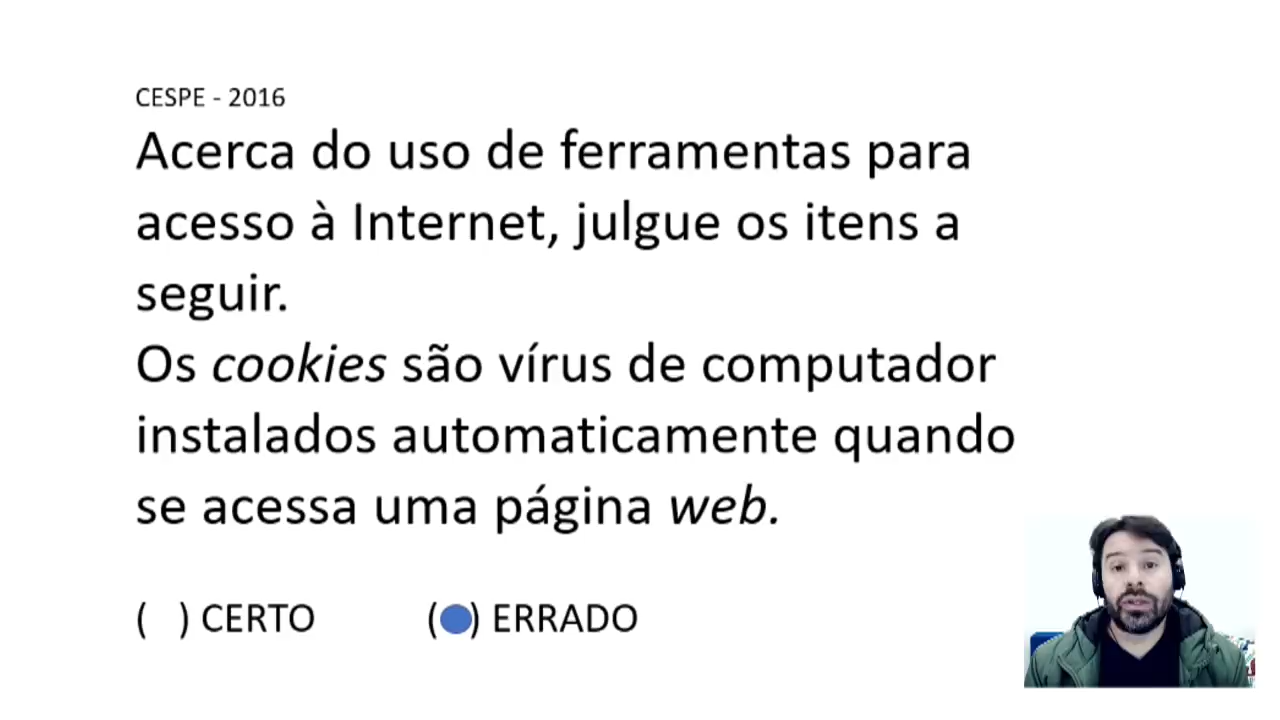 CESPE - 2016
Acerca do uso de ferramentas para
acesso à Internet, julgue os itens a
seguir.
Os cookies são vírus de computador
instalados automaticamente quando
se acessa uma página web.
( ) CERTO ( ) ERRADO